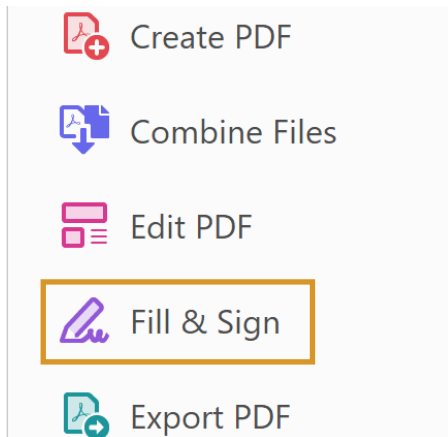 Create PDF
Combine Files
Edit PDF
Fill & Sign
Export PDF